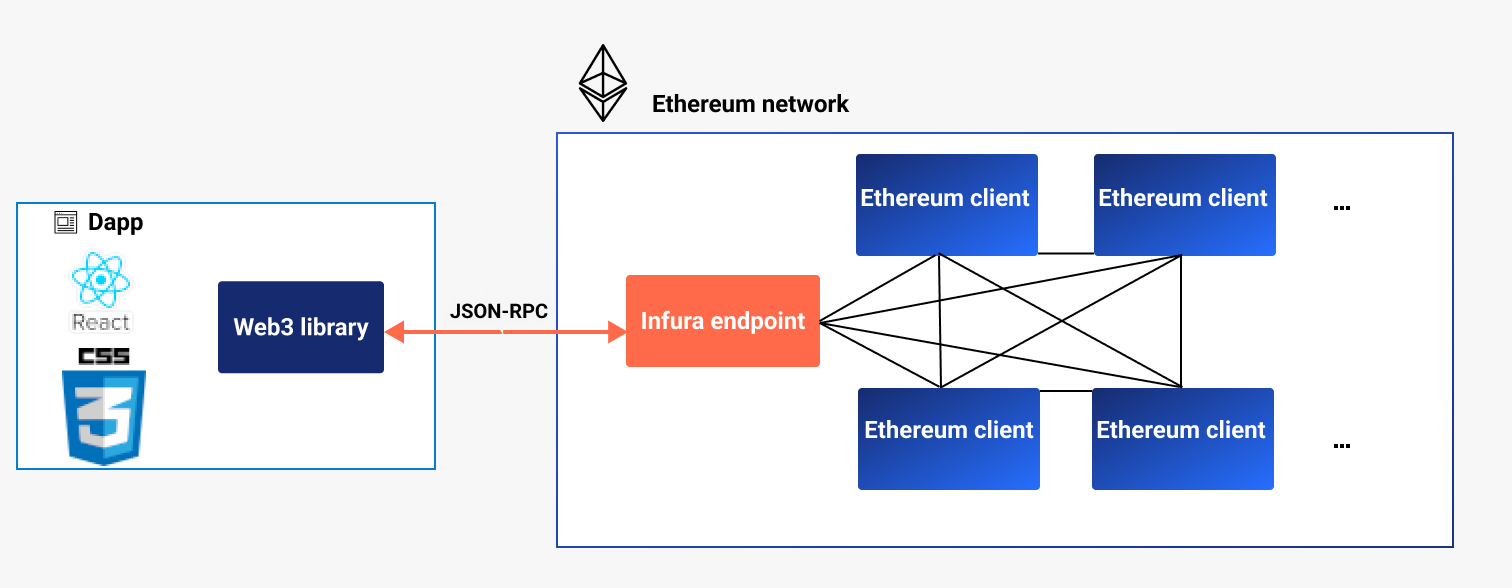 Ethereum network
Ethereum client
Ethereum client
...
Dapp
React
CSS
3
Web3 library
JSON-RPC
Infura endpoint
Ethereum client
Ethereum client
...